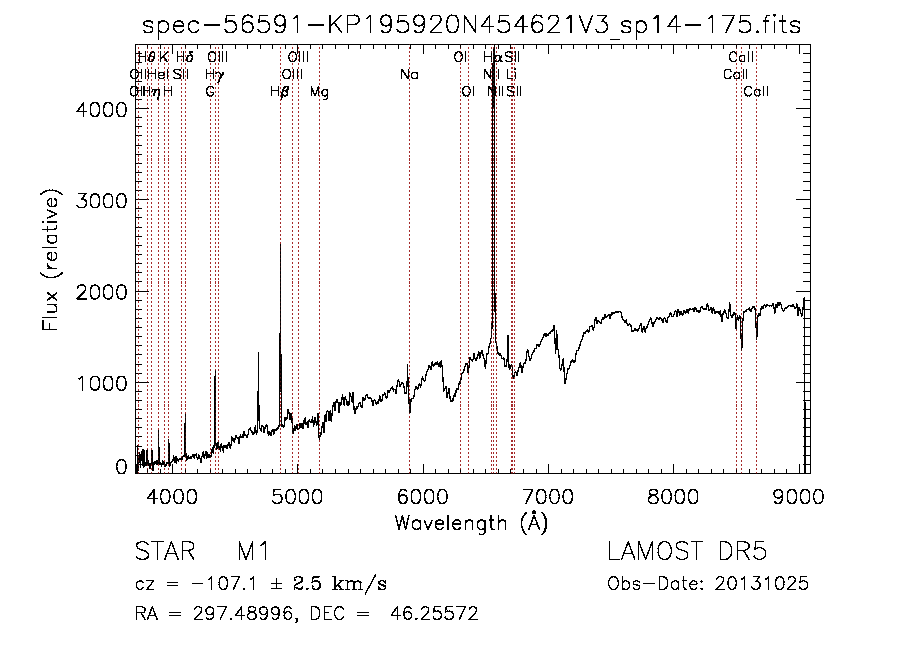 spec-56591-KP195920N454621V3_sp14-175.fits
Hθ K Hδ OIII OIII OI Hα SII CaII
OII HeI SII Hγ OIII Na NII Li CaII
OII Hη H G Hβ Mg OI NII SII CaII
4000
3000
2000
1000
0
Flux (relative)
4000 5000 6000 7000 8000 9000
Wavelength (Å)
STAR M1 LAMOST DR5
cz = -107.1 ± 2.5 km/s Obs-Date: 20131025
RA = 297.48996, DEC = 46.25572